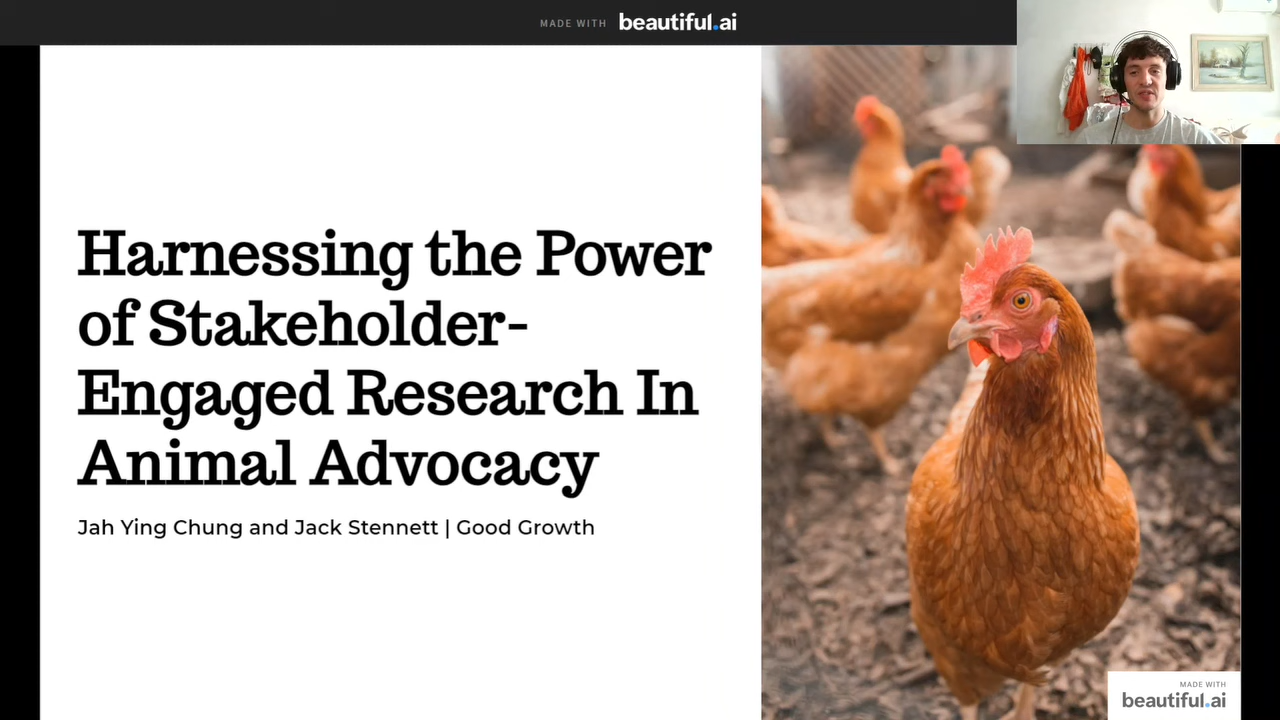 MADE WITH beautiful.ai
Harnessing the Power
of Stakeholder-
Engaged Research In
Animal Advocacy
Jah Ying Chung and Jack Stennett | Good Growth
MADE WITH
beautiful.ai